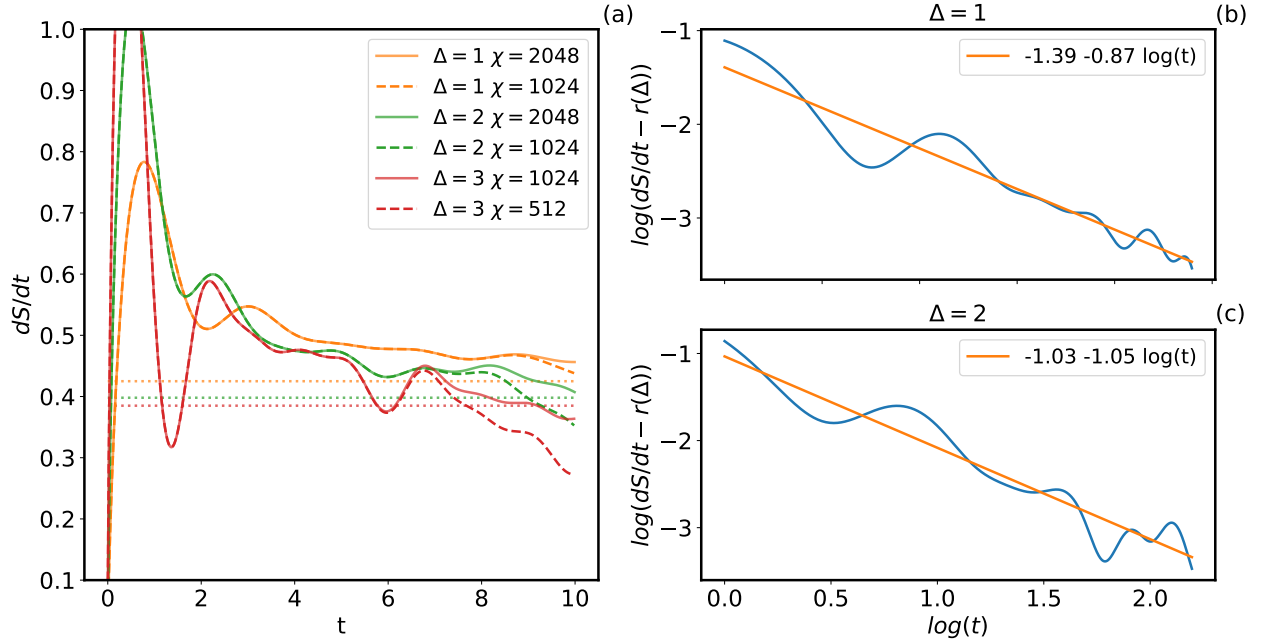 (a)
1.0
0.9
0.8
0.7
0.6
0.5
0.4
0.3
0.2
0.1
dS/dt
0
2
4
6
8
10
t
Δ = 1 χ = 2048
Δ = 1 χ = 1024
Δ = 2 χ = 2048
Δ = 2 χ = 1024
Δ = 3 χ = 1024
Δ = 3 χ = 512
Δ = 1
(b)
−1
−2
−3
log(dS/dt − r(Δ))
-1.39 -0.87 log(t)
Δ = 2
(c)
−1
−2
−3
log(dS/dt − r(Δ))
-1.03 -1.05 log(t)
0.0
0.5
1.0
1.5
2.0
log(t)